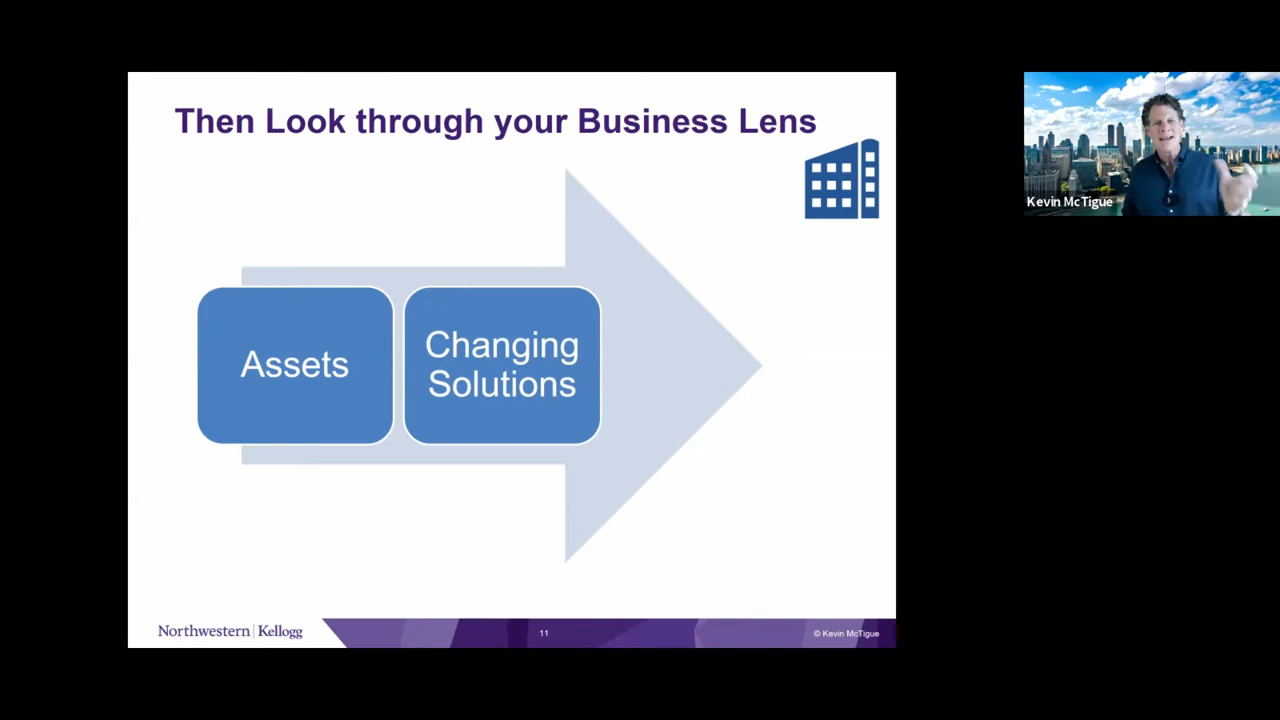 Then Look through your Business Lens
Kevin McTigue
Assets
Changing
Solutions
Northwestern | Kellogg
11
© Kevin McTigue